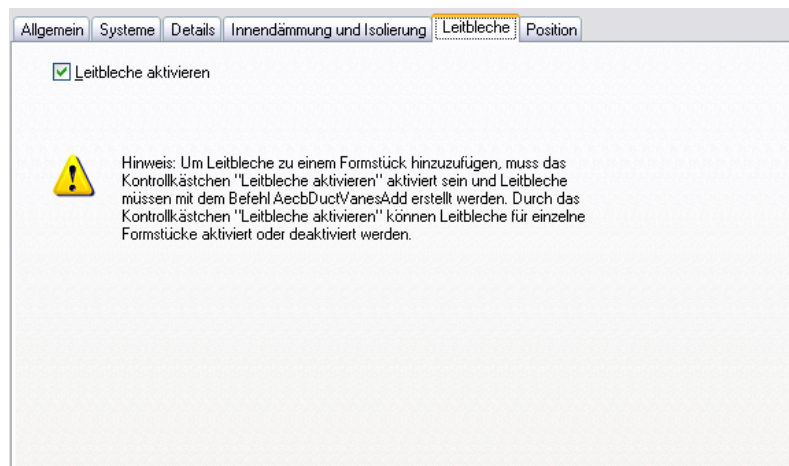 Allgemein Systeme Details Innendämmung und Isolierung Leitbleche Position
Leitbleche aktivieren
Hinweis: Um Leitbleche zu einem Formstück hinzuzufügen, muss das
Kontrollkästchen "Leitbleche aktivieren" aktiviert sein und Leitbleche
müssen mit dem Befehl AecbDuctVanesAdd erstellt werden. Durch das
Kontrollkästchen "Leitbleche aktivieren" können Leitbleche für einzelne
Formstücke aktiviert oder deaktiviert werden.